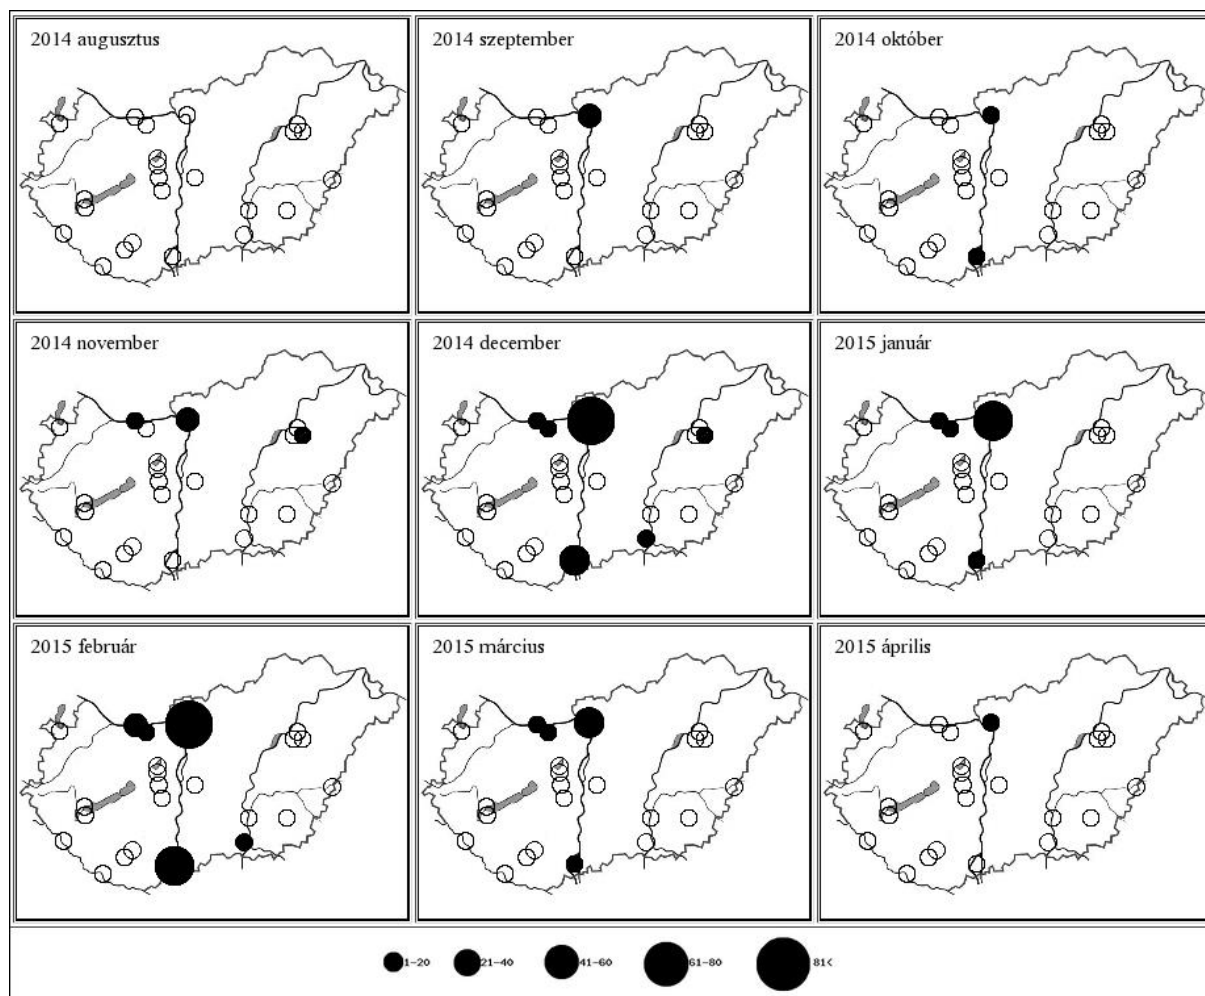 2014 augusztus
2014 szeptember
2014 október
2014 november
2014 december
2015 január
2015 február
2015 március
2015 április
1-20 21-40 41-60 61-80 81<